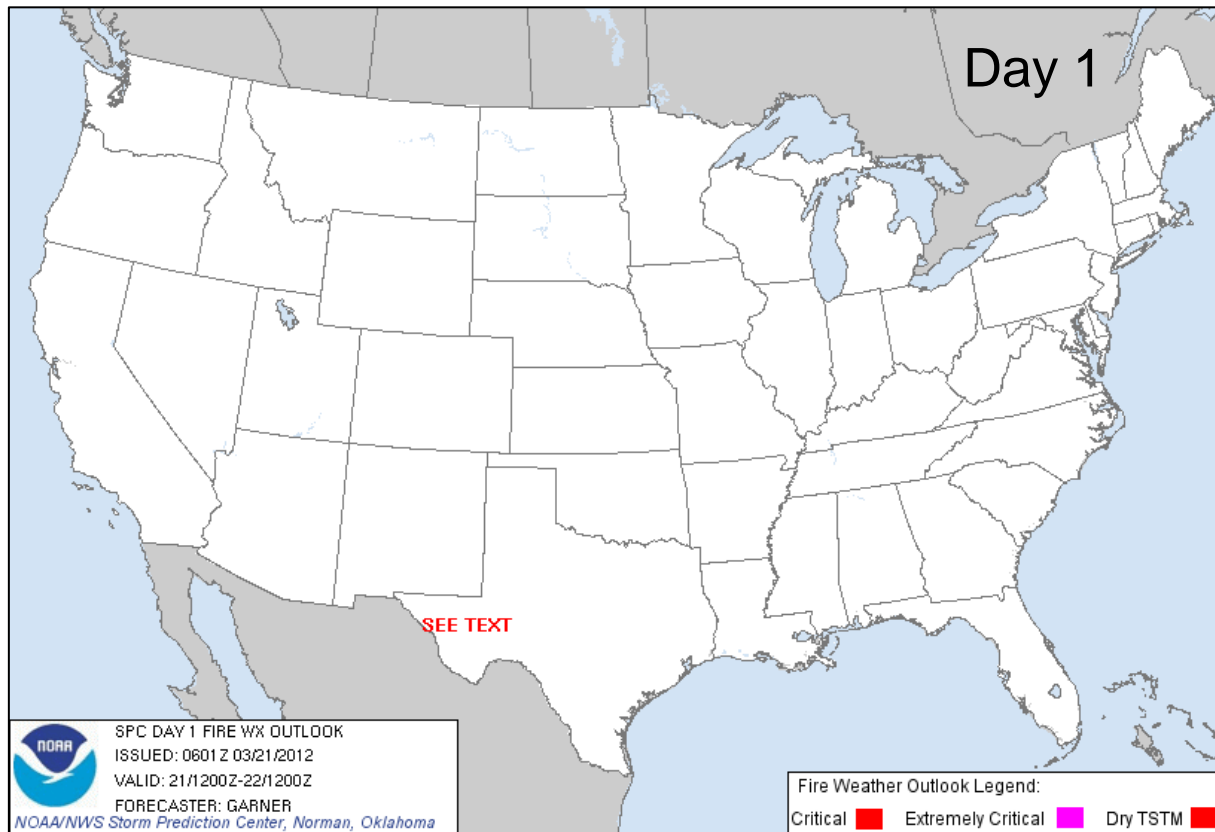 Day 1
SEE TEXT
NOAA
SPC DAY 1 FIRE WX OUTLOOK
ISSUED: 0601Z 03/21/2012
VALID: 21/1200Z-22/1200Z
FORECASTER: GARNER
NOAA/NWS Storm Prediction Center, Norman, Oklahoma
Fire Weather Outlook Legend:
Critical Extremely Critical Dry TSTM